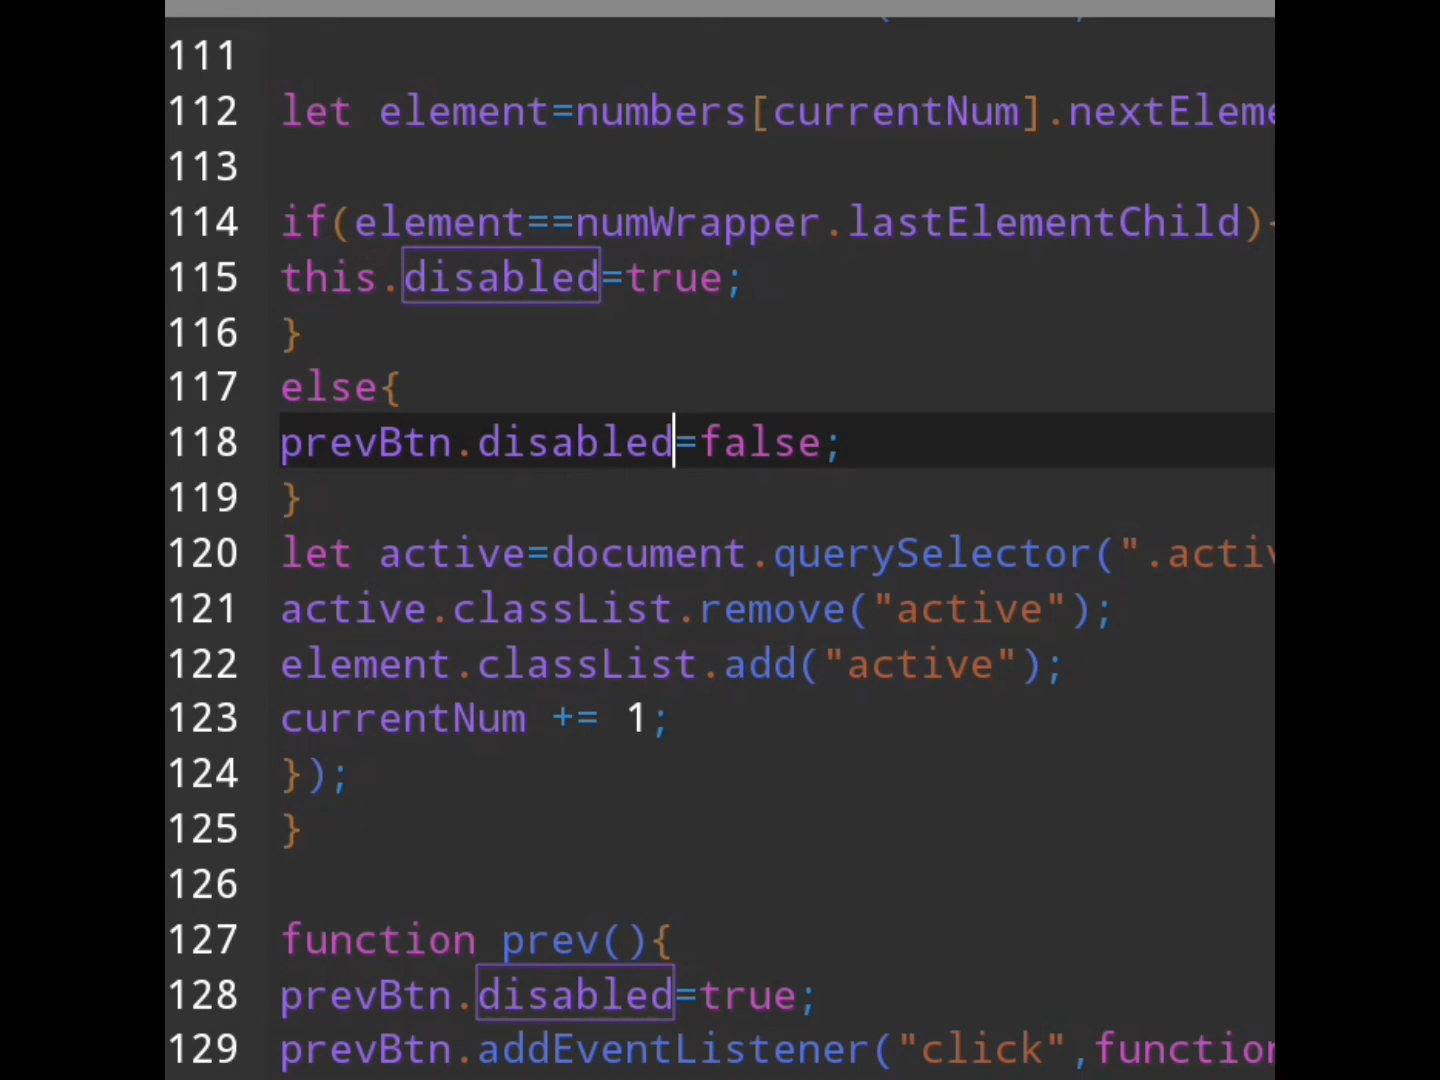 111
112 let element=numbers[currentNum].nextEleme
113
114 if(element==numWrapper.lastElementChild){
115 this.disabled=true;
116 }
117 else{
118 prevBtn.disabled=false;
119 }
120 let active=document.querySelector(".activ
121 active.classList.remove("active");
122 element.classList.add("active");
123 currentNum += 1;
124 });
125 }
126
127 function prev(){
128 prevBtn.disabled=true;
129 prevBtn.addEventListener("click",function